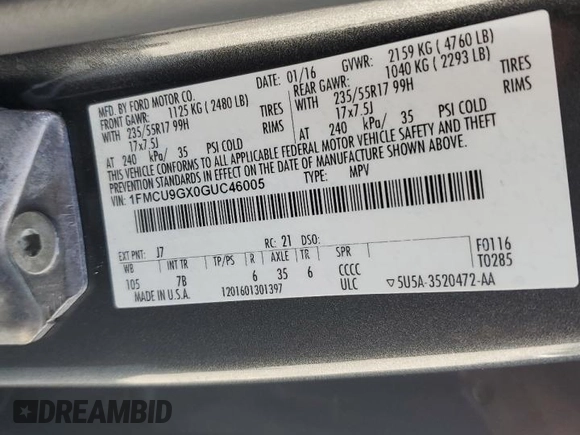 MFD. BY FORD MOTOR CO.
DATE: 01/16 GVWR: 2159 KG ( 4760 LB)
FRONT GAWR: 1125 KG ( 2480 LB) REAR GAWR: 1040 KG ( 2293 LB)
WITH 235/55R17 99H TIRES WITH 235/55R17 99H TIRES
17x7.5J RIMS 17x7.5J RIMS
AT 240 kPa/ 35 PSI COLD AT 240 kPa/ 35 PSI COLD
THIS VEHICLE CONFORMS TO ALL APPLICABLE FEDERAL MOTOR VEHICLE SAFETY AND THEFT
PREVENTION STANDARDS IN EFFECT ON THE DATE OF MANUFACTURE SHOWN ABOVE.
VIN: 1FMCU9GX0GUC46005 TYPE: MPV
EXT PNT: J7 RC: 21 DSO: F0116
WB INT TR TP/PS R AXLE TR SPR T0285
105 7B 6 35 6 CCCC
MADE IN U.S.A. 1201601301397 ULC ▽5U5A-3520472-AA
DREAMBID